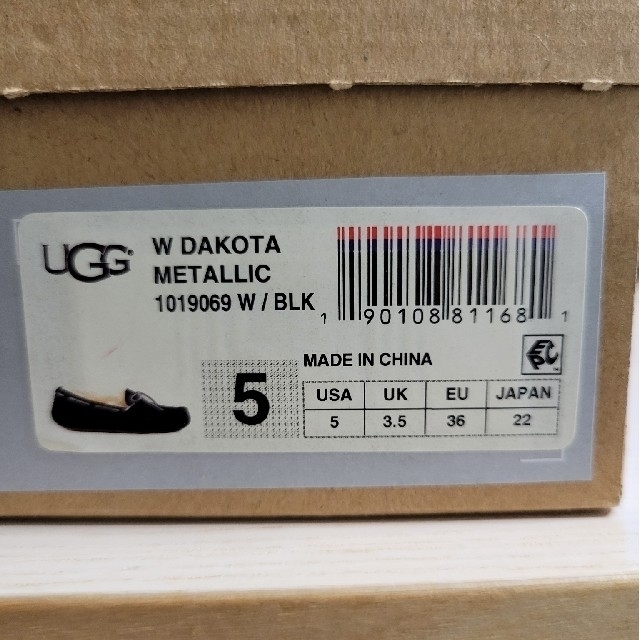 UGG
W DAKOTA
METALLIC
1019069 W / BLK
1 90108 81168 1
MADE IN CHINA
5
USA UK EU JAPAN
5 3.5 36 22